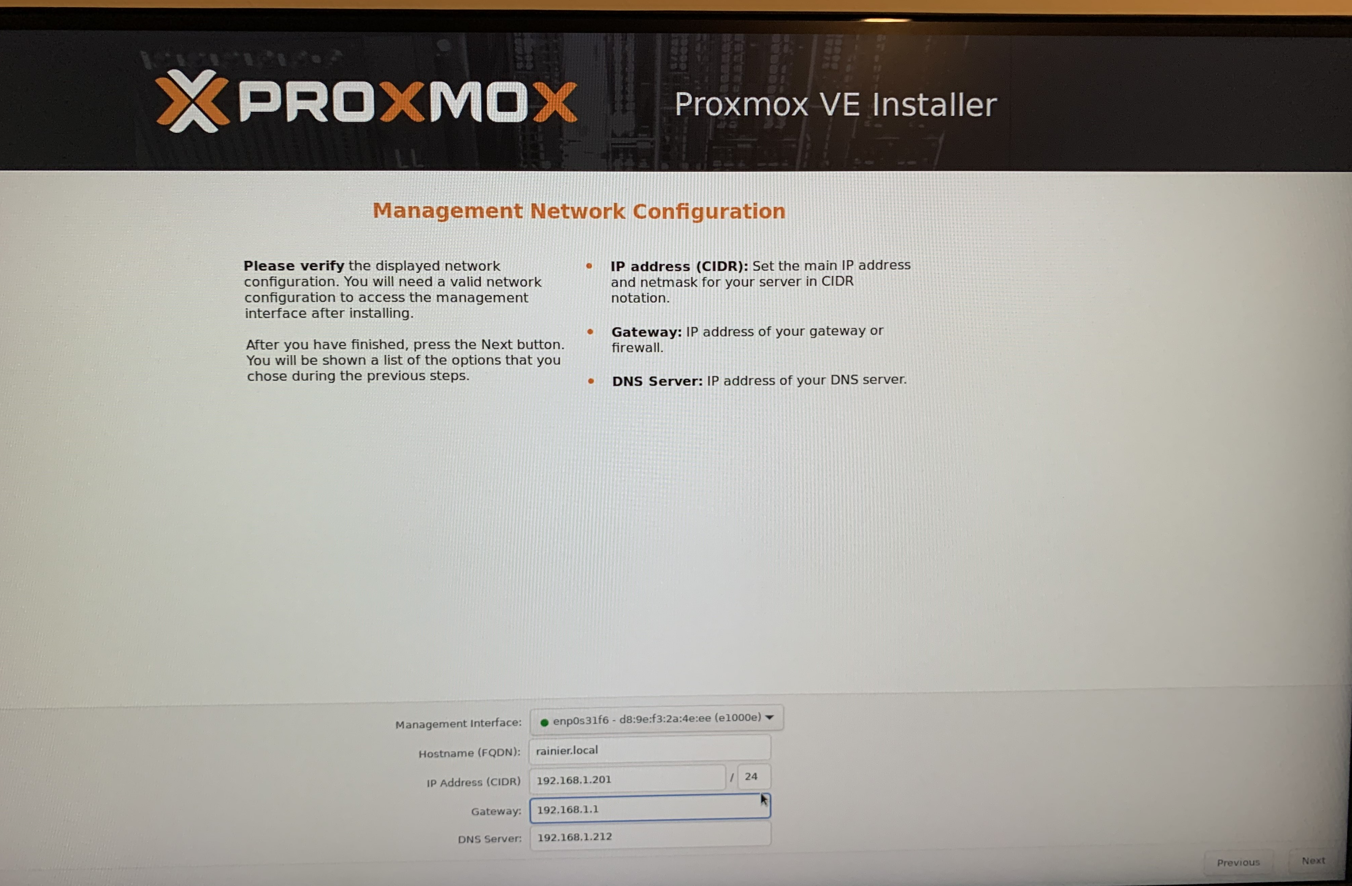 PROXMOX
Proxmox VE Installer
Management Network Configuration
Please verify the displayed network
configuration. You will need a valid network
configuration to access the management
interface after installing.
After you have finished, press the Next button.
You will be shown a list of the options that you
chose during the previous steps.
• IP address (CIDR): Set the main IP address
and netmask for your server in CIDR
notation.
• Gateway: IP address of your gateway or
firewall.
• DNS Server: IP address of your DNS server.
Management Interface: enp0s31f6 - d8:9e:f3:2a:4e:ee (e1000e)
Hostname (FQDN): rainier.local
IP Address (CIDR) 192.168.1.201 / 24
Gateway: 192.168.1.1
DNS Server: 192.168.1.212
Previous Next